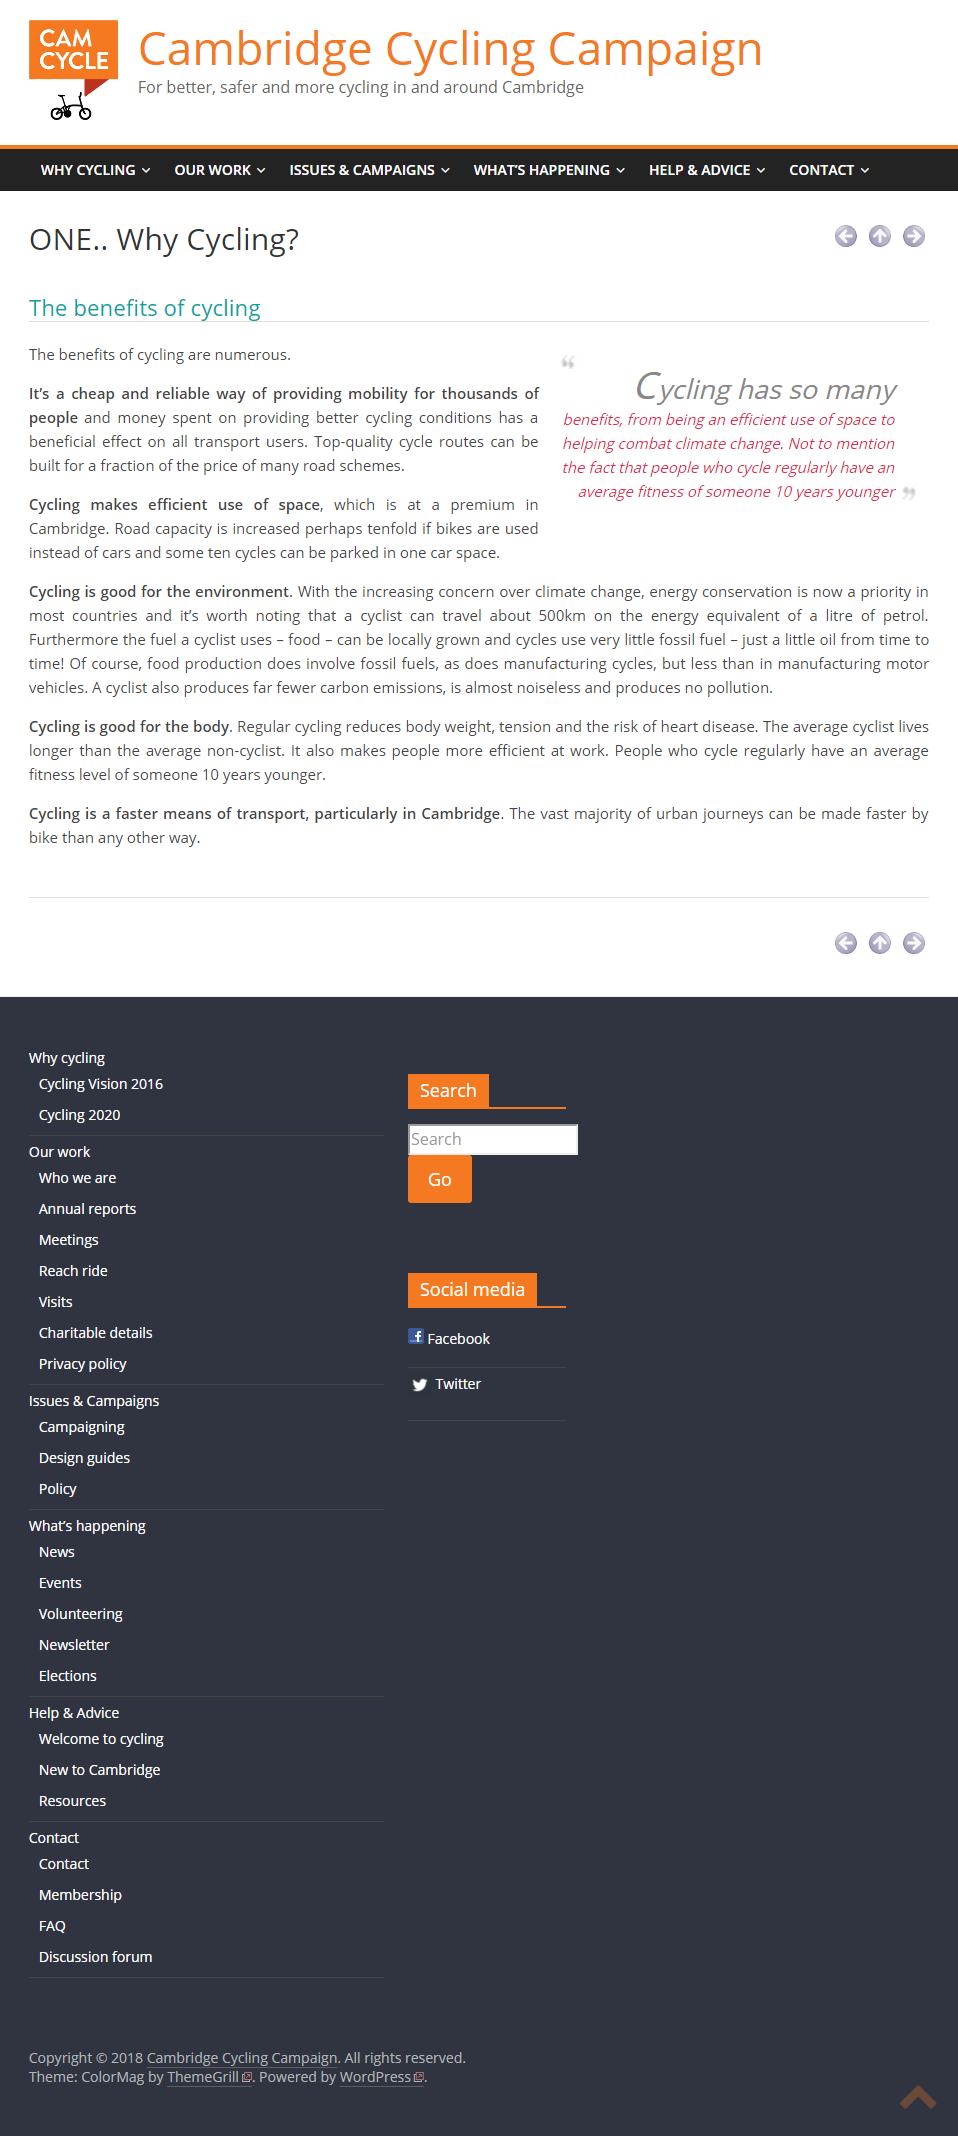 CAM
CYCLE
Cambridge Cycling Campaign
For better, safer and more cycling in and around Cambridge
WHY CYCLING OUR WORK ISSUES & CAMPAIGNS WHAT'S HAPPENING HELP & ADVICE CONTACT
ONE.. Why Cycling?
The benefits of cycling
The benefits of cycling are numerous.
“
Cycling has so many
benefits, from being an efficient use of space to
helping combat climate change. Not to mention
the fact that people who cycle regularly have an
average fitness of someone 10 years younger ”
It’s a cheap and reliable way of providing mobility for thousands of
people and money spent on providing better cycling conditions has a
beneficial effect on all transport users. Top-quality cycle routes can be
built for a fraction of the price of many road schemes.
Cycling makes efficient use of space, which is at a premium in
Cambridge. Road capacity is increased perhaps tenfold if bikes are used
instead of cars and some ten cycles can be parked in one car space.
Cycling is good for the environment. With the increasing concern over climate change, energy conservation is now a priority in
most countries and it’s worth noting that a cyclist can travel about 500km on the energy equivalent of a litre of petrol.
Furthermore the fuel a cyclist uses – food – can be locally grown and cycles use very little fossil fuel – just a little oil from time to
time! Of course, food production does involve fossil fuels, as does manufacturing cycles, but less than in manufacturing motor
vehicles. A cyclist also produces far fewer carbon emissions, is almost noiseless and produces no pollution.
Cycling is good for the body. Regular cycling reduces body weight, tension and the risk of heart disease. The average cyclist lives
longer than the average non-cyclist. It also makes people more efficient at work. People who cycle regularly have an average
fitness level of someone 10 years younger.
Cycling is a faster means of transport, particularly in Cambridge. The vast majority of urban journeys can be made faster by
bike than any other way.
Why cycling
Cycling Vision 2016
Cycling 2020
Our work
Who we are
Annual reports
Meetings
Reach ride
Visits
Charitable details
Privacy policy
Issues & Campaigns
Campaigning
Design guides
Policy
What’s happening
News
Events
Volunteering
Newsletter
Elections
Help & Advice
Welcome to cycling
New to Cambridge
Resources
Contact
Contact
Membership
FAQ
Discussion forum
Search
Search
Go
Social media
Facebook
Twitter
Copyright © 2018 Cambridge Cycling Campaign. All rights reserved.
Theme: ColorMag by ThemeGrill. Powered by WordPress.